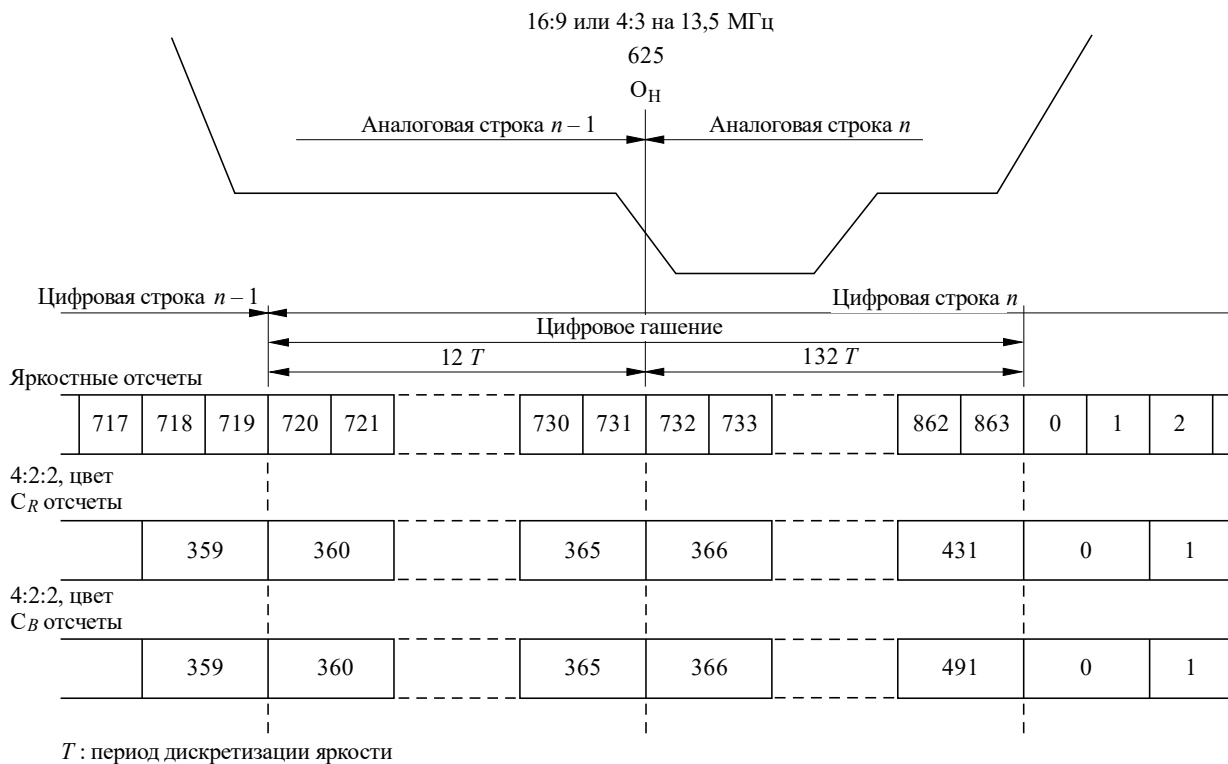 16:9 или 4:3 на 13,5 МГц
625
O_H
Аналоговая строка n – 1
Аналоговая строка n
Цифровая строка n – 1
Цифровая строка n
Цифровое гашение
12 T
132 T
Яркостные отсчеты
717 718 719 720 721 730 731 732 733 862 863 0 1 2
4:2:2, цвет
C_R отсчеты
359 360 365 366 431 0 1
4:2:2, цвет
C_B отсчеты
359 360 365 366 491 0 1
T : период дискретизации яркости